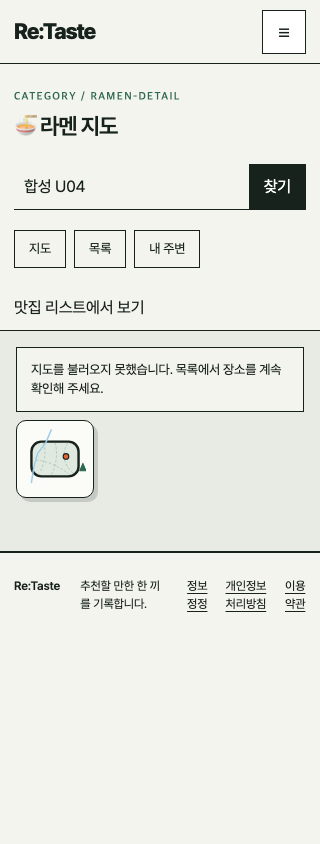 Re:Taste
CATEGORY / RAMEN-DETAIL
🍜라멘 지도
합성 U04 찾기
지도 목록 내 주변
맛집 리스트에서 보기
지도를 불러오지 못했습니다. 목록에서 장소를 계속
확인해 주세요.
Re:Taste 추천할 만한 한 끼 정보 개인정보 이용
를 기록합니다. 정정 처리방침 약관